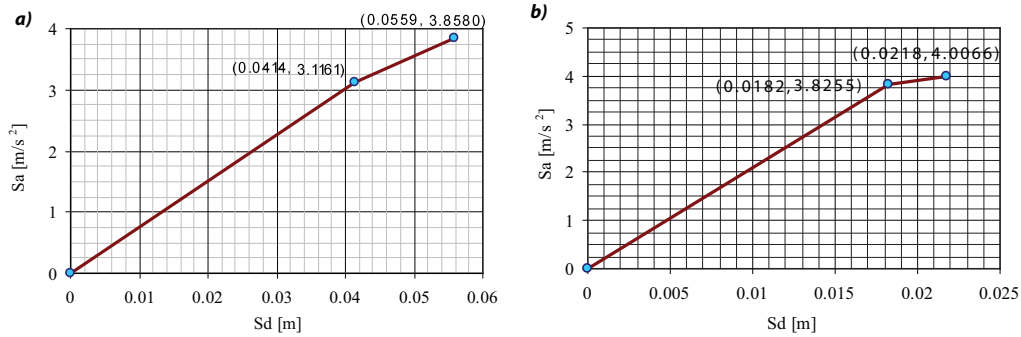 a)
(0.0559, 3.8580)
(0.0414, 3.1161)
4
3
2
1
0
Sa [m/s ²]
0 0.01 0.02 0.03 0.04 0.05 0.06
Sd [m]
b)
(0.0218,4.0066)
(0.0182,3.8255)
5
4
3
2
1
0
Sa [m/s ²]
0 0.005 0.01 0.015 0.02 0.025
Sd [m]